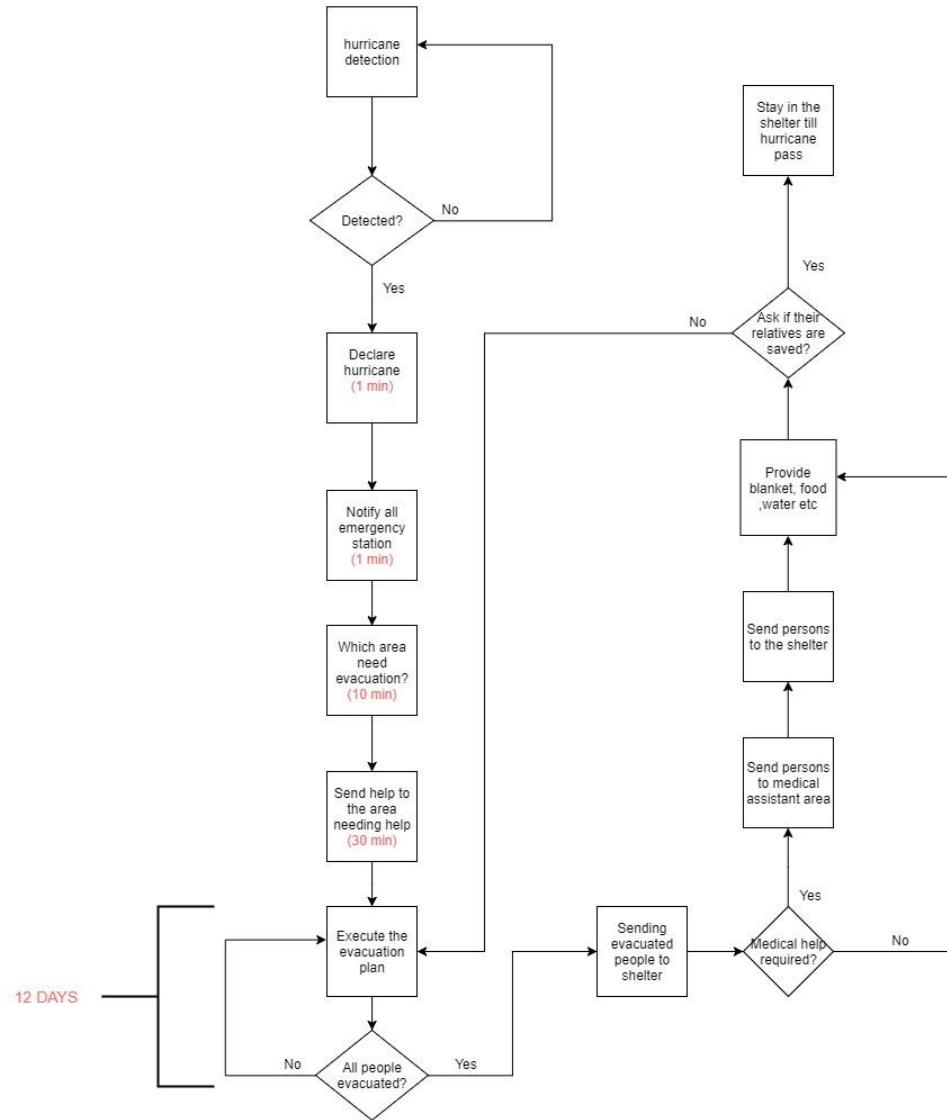 hurricane
detection
Detected?
No
Yes
Declare
hurricane
(1 min)
Notify all
emergency
station
(1 min)
Which area
need
evacuation?
(10 min)
Send help to
the area
needing help
(30 min)
Execute the
evacuation
plan
12 DAYS
All people
evacuated?
No
Yes
Sending
evacuated
people to
shelter
Medical help
required?
No
Yes
Send persons
to medical
assistant area
Send persons
to the shelter
Provide
blanket, food
,water etc
Ask if their
relatives are
saved?
No
Yes
Stay in the
shelter till
hurricane
pass